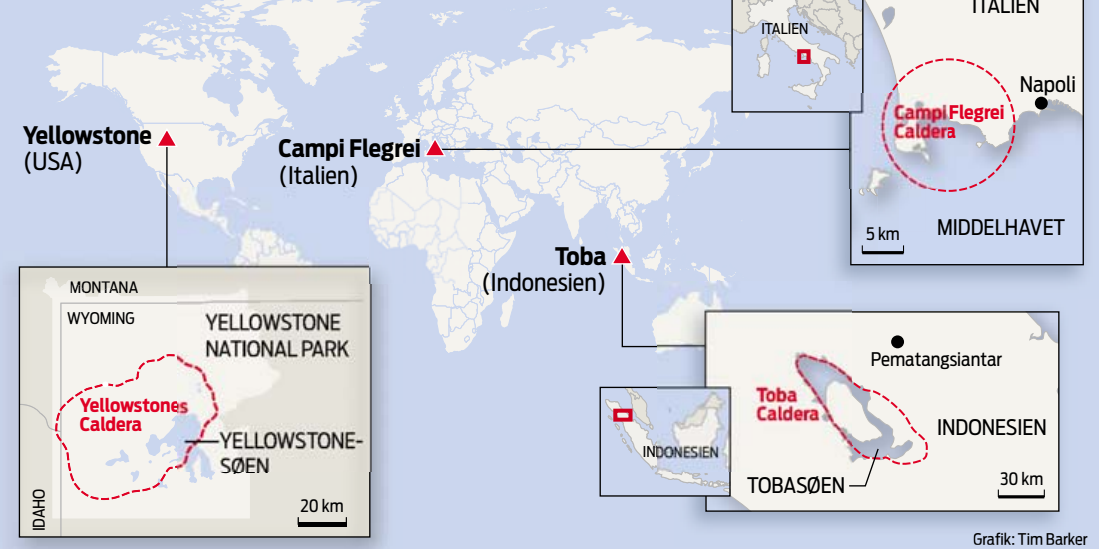 ITALIEN
ITALIEN
Napoli
Campi Flegrei
Caldera
MIDDELHAVET
5 km
Yellowstone
(USA)
Campi Flegrei
(Italien)
Toba
(Indonesien)
MONTANA
WYOMING
YELLOWSTONE
NATIONAL PARK
Yellowstones
Caldera
YELLOWSTONE-
SØEN
IDAHO
20 km
INDONESIEN
Pematangsiantar
Toba
Caldera
INDONESIEN
TOBASØEN
30 km
Grafik: Tim Barker